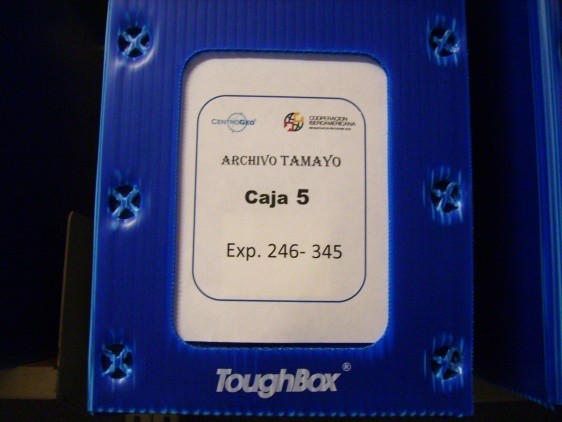 CENTROGEO
COOPERACION
IBEROAMERICANA
ARCHIVO TAMAYO
Caja 5
Exp. 246- 345
ToughBox®